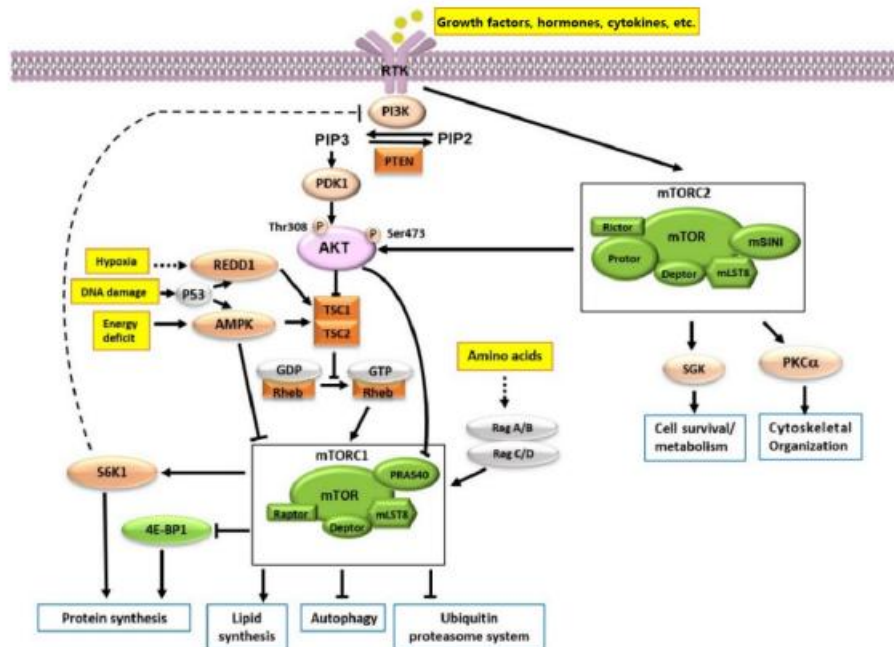 Growth factors, hormones, cytokines, etc.
RTK
PI3K
PIP3
PIP2
PTEN
PDK1
mTORC2
Thr308
P
P
Ser473
AKT
Rictor
mTOR
mSINI
Protor
Deptor
mLST8
Hypoxia
REDD1
DNA damage
P53
TSC1
Energy
deficit
AMPK
TSC2
Amino acids
GDP
GTP
Rheb
Rheb
SGK
PKCα
Rag A/B
Cell survival/
metabolism
Cytoskeletal
Organization
Rag C/D
mTORC1
S6K1
PRAS40
mTOR
Raptor
mLST8
Deptor
4E-BP1
Protein synthesis
Lipid
synthesis
Autophagy
Ubiquitin
proteasome system